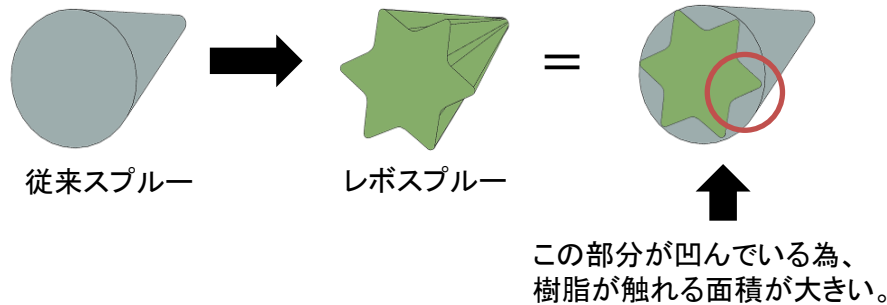 従来スプルー
レボスプルー
=
この部分が凹んでいる為、
樹脂が触れる面積が大きい。